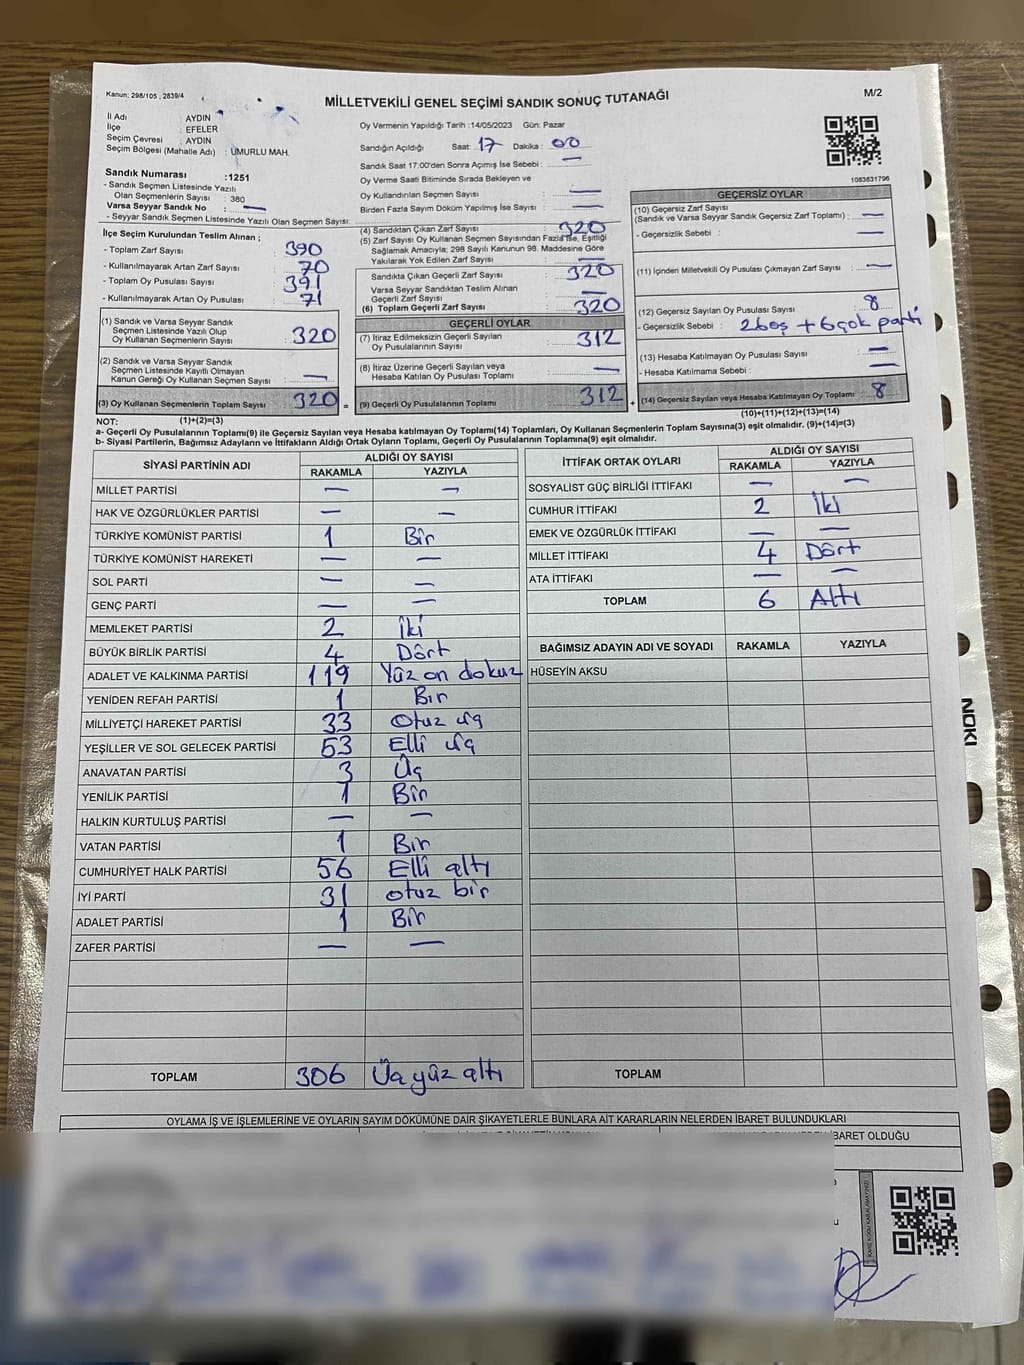 Kanun: 298/105 , 2839/4
MİLLETVEKİLİ GENEL SEÇİMİ SANDIK SONUÇ TUTANAĞI
M/2
İl Adı : AYDIN
İlçe : EFELER
Seçim Çevresi : AYDIN
Seçim Bölgesi (Mahalle Adı) : UMURLU MAH.
Sandık Numarası :1251
- Sandık Seçmen Listesinde Yazılı
Olan Seçmenlerin Sayısı : 380
Varsa Seyyar Sandık No : —
- Seyyar Sandık Seçmen Listesinde Yazılı Olan Seçmen Sayısı:
Oy Vermenin Yapıldığı Tarih :14/05/2023 Gün: Pazar
Sandığın Açıldığı Saat: 17 Dakika: 00
Sandık Saat 17:00'den Sonra Açımış İse Sebebi : —
Oy Verme Saati Bitiminde Sırada Bekleyen ve
Oy Kullandırılan Seçmen Sayısı : —
Birden Fazla Sayım Döküm Yapılmış İse Sayısı : —
1083631796
İlçe Seçim Kurulundan Teslim Alınan ;
- Toplam Zarf Sayısı : 390
- Kullanılmayarak Artan Zarf Sayısı : 70
- Toplam Oy Pusulası Sayısı : 391
- Kullanılmayarak Artan Oy Pusulası : 71
(1) Sandık ve Varsa Seyyar Sandık
Seçmen Listesinde Yazılı Olup
Oy Kullanan Seçmenlerin Sayısı : 320
(2) Sandık ve Varsa Seyyar Sandık
Seçmen Listesinde Kayıtlı Olmayan
Kanun Gereği Oy Kullanan Seçmen Sayısı : —
(3) Oy Kullanan Seçmenlerin Toplam Sayısı : 320 =
(1)+(2)=(3)
(4) Sandıktan Çıkan Zarf Sayısı : 320
(5) Zarf Sayısı Oy Kullanan Seçmen Sayısından Fazla İse, Eşitliği
Sağlamak Amacıyla; 298 Sayılı Kanunun 98. Maddesine Göre
Yakılarak Yok Edilen Zarf Sayısı : —
Sandıkta Çıkan Geçerli Zarf Sayısı : 320
Varsa Seyyar Sandıktan Teslim Alınan
Geçerli Zarf Sayısı : —
(6) Toplam Geçerli Zarf Sayısı : 320
GEÇERLİ OYLAR
(7) İtiraz Edilmeksizin Geçerli Sayılan
Oy Pusulalarının Sayısı : 312
(8) İtiraz Üzerine Geçerli Sayılan veya
Hesaba Katılan Oy Pusulası Toplamı : —
(9) Geçerli Oy Pusulalarının Toplamı : 312 +
GEÇERSİZ OYLAR
(10) Geçersiz Zarf Sayısı
(Sandık ve Varsa Seyyar Sandık Geçersiz Zarf Toplamı) : —
- Geçersizlik Sebebi : —
(11) İçinden Milletvekili Oy Pusulası Çıkmayan Zarf Sayısı : —
(12) Geçersiz Sayılan Oy Pusulası Sayısı : 8
- Geçersizlik Sebebi : 2 boş + 6 çok parti
(13) Hesaba Katılmayan Oy Pusulası Sayısı : —
- Hesaba Katılmama Sebebi : —
(14) Geçersiz Sayılan veya Hesaba Katılmayan Oy Toplamı : 8
(10)+(11)+(12)+(13)=(14)
NOT:
a- Geçerli Oy Pusulalarının Toplamı(9) ile Geçersiz Sayılan veya Hesaba katılmayan Oy Toplamı(14) Toplamları, Oy Kullanan Seçmenlerin Toplam Sayısına(3) eşit olmalıdır. (9)+(14)=(3)
b- Siyasi Partilerin, Bağımsız Adayların ve İttifakların Aldığı Ortak Oyların Toplamı, Geçerli Oy Pusulalarının Toplamına(9) eşit olmalıdır.
SİYASİ PARTİNİN ADI ALDIĞI OY SAYISI
RAKAMLA YAZIYLA
MİLLET PARTİSİ — —
HAK VE ÖZGÜRLÜKLER PARTİSİ — —
TÜRKİYE KOMÜNİST PARTİSİ 1 Bir
TÜRKİYE KOMÜNİST HAREKETİ — —
SOL PARTİ — —
GENÇ PARTİ — —
MEMLEKET PARTİSİ 2 İki
BÜYÜK BİRLİK PARTİSİ 4 Dört
ADALET VE KALKINMA PARTİSİ 119 Yüz on dokuz
YENİDEN REFAH PARTİSİ 1 Bir
MİLLİYETÇİ HAREKET PARTİSİ 33 Otuz üç
YEŞİLLER VE SOL GELECEK PARTİSİ 53 Elli üç
ANAVATAN PARTİSİ 3 Üç
YENİLİK PARTİSİ 1 Bir
HALKIN KURTULUŞ PARTİSİ — —
VATAN PARTİSİ 1 Bir
CUMHURİYET HALK PARTİSİ 56 Elli altı
İYİ PARTİ 31 otuz bir
ADALET PARTİSİ 1 Bir
ZAFER PARTİSİ — —
TOPLAM 306 Üç yüz altı
İTTİFAK ORTAK OYLARI ALDIĞI OY SAYISI
RAKAMLA YAZIYLA
SOSYALİST GÜÇ BİRLİĞİ İTTİFAKI — —
CUMHUR İTTİFAKI 2 İki
EMEK VE ÖZGÜRLÜK İTTİFAKI — —
MİLLET İTTİFAKI 4 Dört
ATA İTTİFAKI — —
TOPLAM 6 Altı
BAĞIMSIZ ADAYIN ADI VE SOYADI RAKAMLA YAZIYLA
HÜSEYİN AKSU
TOPLAM
OYLAMA İŞ VE İŞLEMLERİNE VE OYLARIN SAYIM DÖKÜMÜNE DAİR ŞİKAYETLERLE BUNLARA AİT KARARLARIN NELERDEN İBARET BULUNDUKLARI
İBARET OLDUĞU
KARE KODU KARALAMAYINIZ!
NOKI